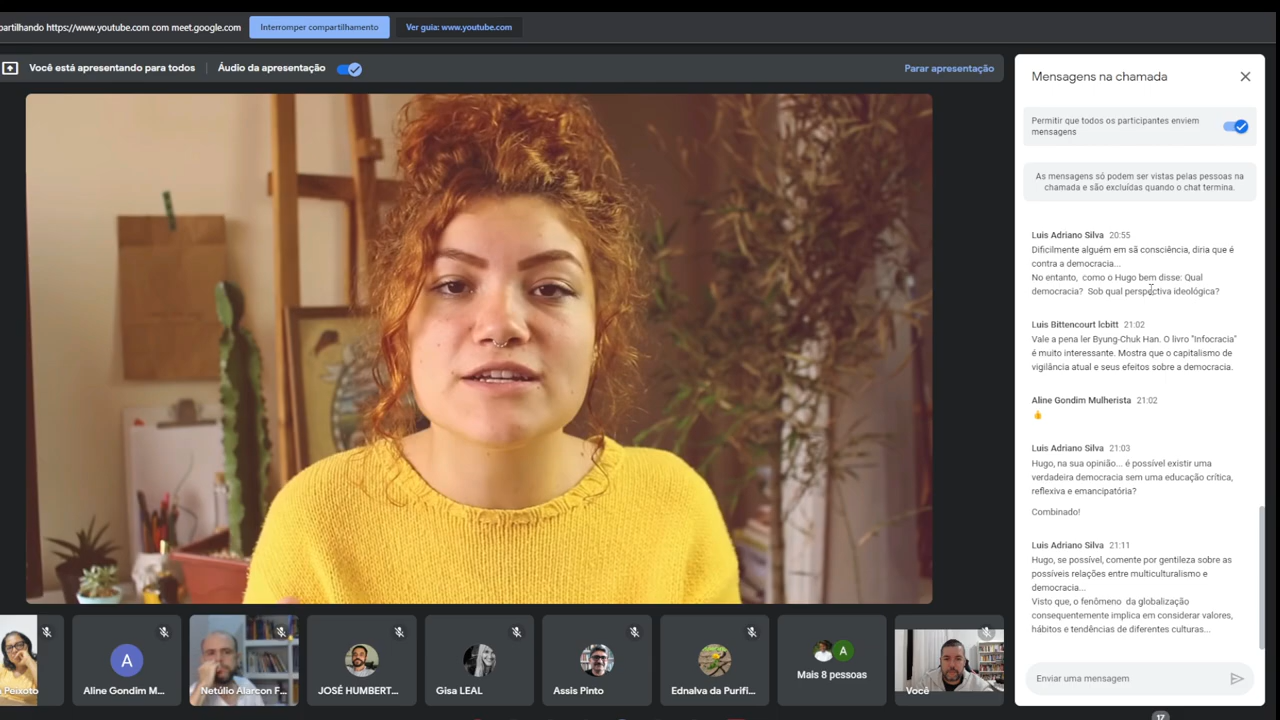 partilhando https://www.youtube.com com meet.google.com
Interromper compartilhamento
Ver guia: www.youtube.com
Você está apresentando para todos
Áudio da apresentação
Parar apresentação
Mensagens na chamada
Permitir que todos os participantes enviem
mensagens
As mensagens só podem ser vistas pelas pessoas na
chamada e são excluídas quando o chat termina.
Luis Adriano Silva 20:55
Dificilmente alguém em sã consciência, diria que é
contra a democracia...
No entanto, como o Hugo bem disse: Qual
democracia? Sob qual perspectiva ideológica?
Luis Bittencourt lcbitt 21:02
Vale a pena ler Byung-Chuk Han. O livro "Infocracia"
é muito interessante. Mostra que o capitalismo de
vigilância atual e seus efeitos sobre a democracia.
Aline Gondim Mulherista 21:02
👍
Luis Adriano Silva 21:03
Hugo, na sua opinião... é possível existir uma
verdadeira democracia sem uma educação crítica,
reflexiva e emancipatória?
Combinado!
Luis Adriano Silva 21:11
Hugo, se possível, comente por gentileza sobre as
possíveis relações entre multiculturalismo e
democracia...
Visto que, o fenômeno da globalização
consequentemente implica em considerar valores,
hábitos e tendências de diferentes culturas...
Enviar uma mensagem
Peixoto
A
Aline Gondim M...
Netúlio Alarcon F...
JOSÉ HUMBERT...
Gisa LEAL
Assis Pinto
Ednalva da Purifi...
A
Mais 8 pessoas
Você
17